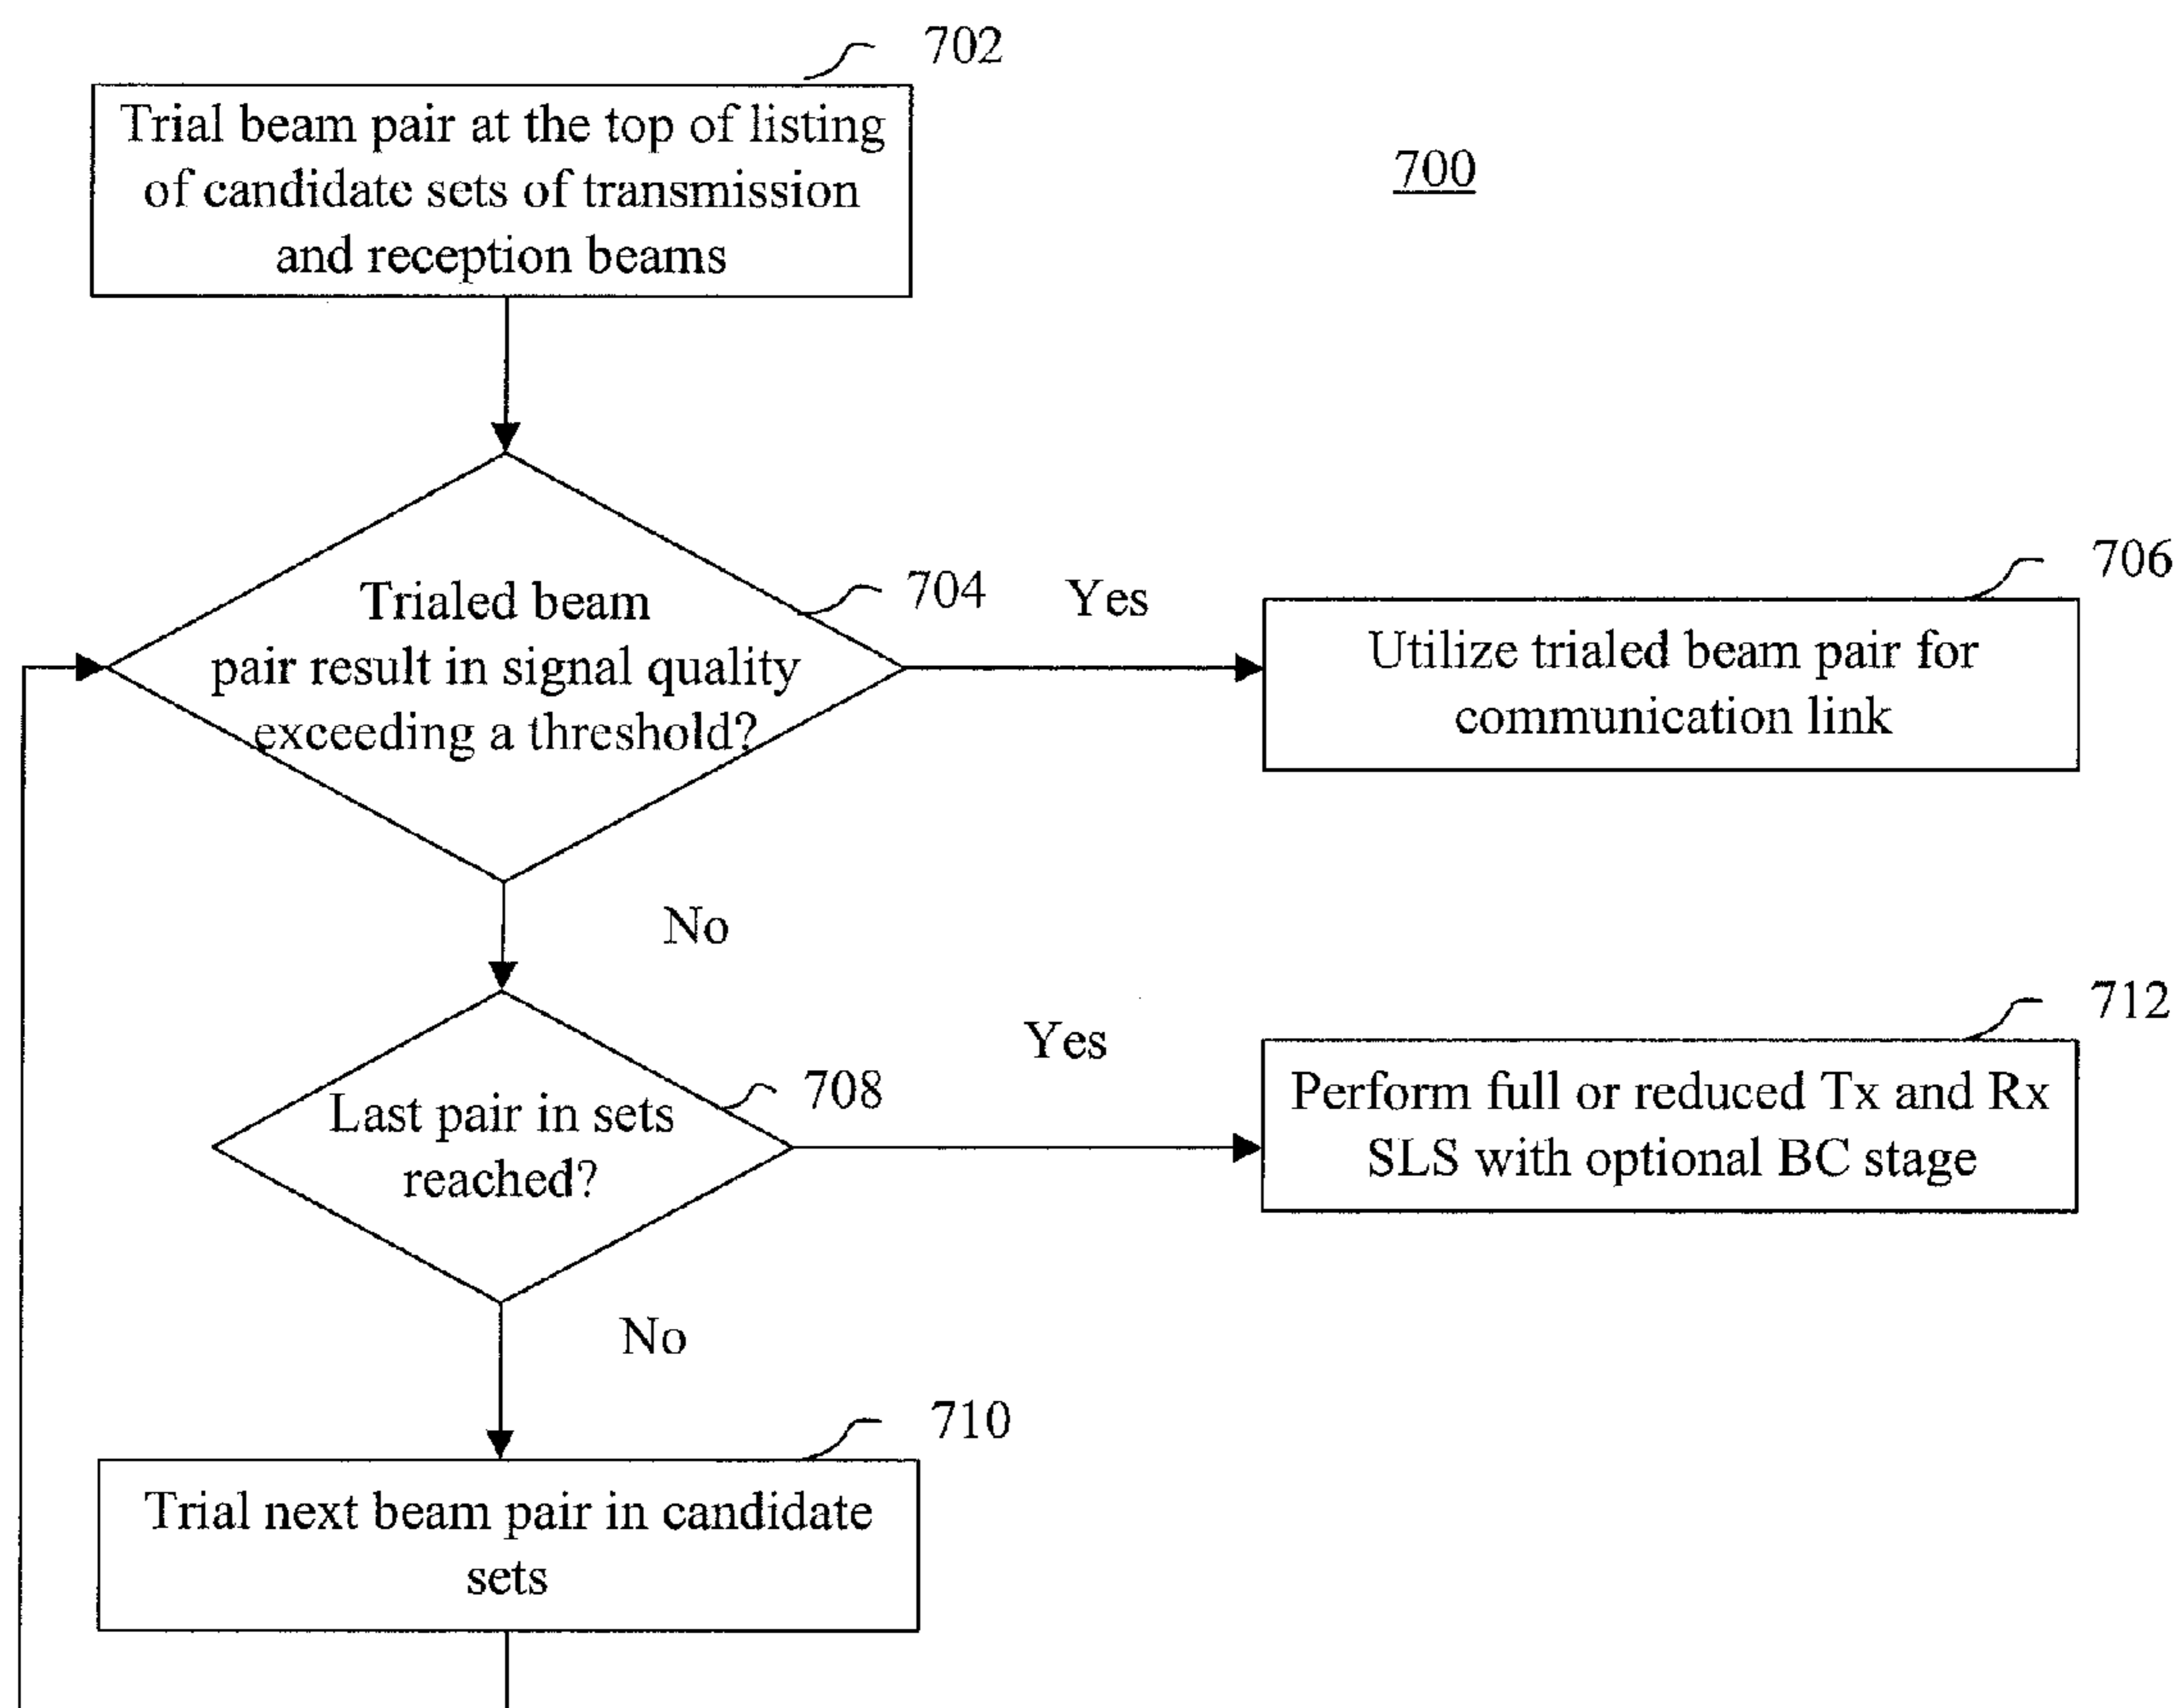 702
Trial beam pair at the top of listing
of candidate sets of transmission
and reception beams
700
Trialed beam
pair result in signal quality
exceeding a threshold?
704
Yes
706
Utilize trialed beam pair for
communication link
No
Last pair in sets
reached?
708
Yes
712
Perform full or reduced Tx and Rx
SLS with optional BC stage
No
710
Trial next beam pair in candidate
sets